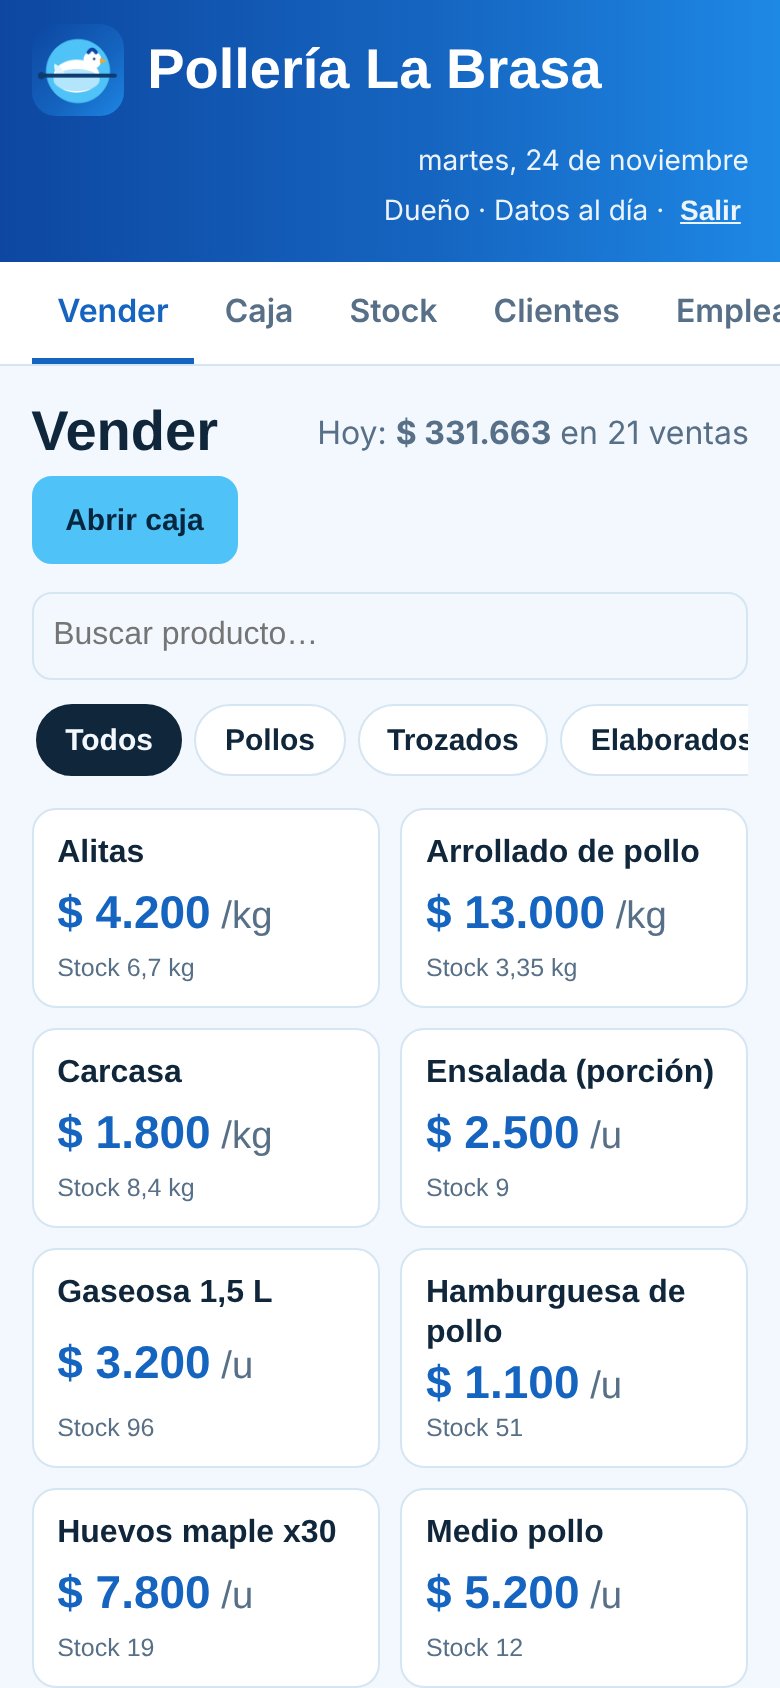 Pollería La Brasa
martes, 24 de noviembre
Dueño · Datos al día · Salir
Vender Caja Stock Clientes Emplea
Vender Hoy: $ 331.663 en 21 ventas
Abrir caja
Buscar producto…
Todos Pollos Trozados Elaborados
Alitas
$ 4.200 /kg
Stock 6,7 kg
Arrollado de pollo
$ 13.000 /kg
Stock 3,35 kg
Carcasa
$ 1.800 /kg
Stock 8,4 kg
Ensalada (porción)
$ 2.500 /u
Stock 9
Gaseosa 1,5 L
$ 3.200 /u
Stock 96
Hamburguesa de
pollo
$ 1.100 /u
Stock 51
Huevos maple x30
$ 7.800 /u
Stock 19
Medio pollo
$ 5.200 /u
Stock 12